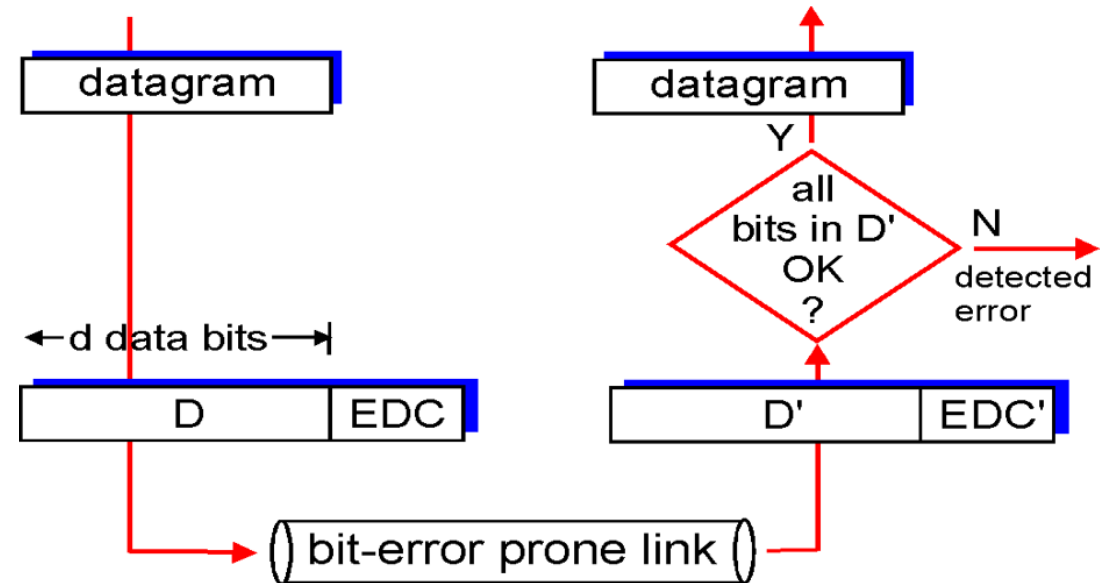 datagram
d data bits
D EDC
bit-error prone link
datagram
Y
all
bits in D'
OK
?
N
detected
error
D' EDC'